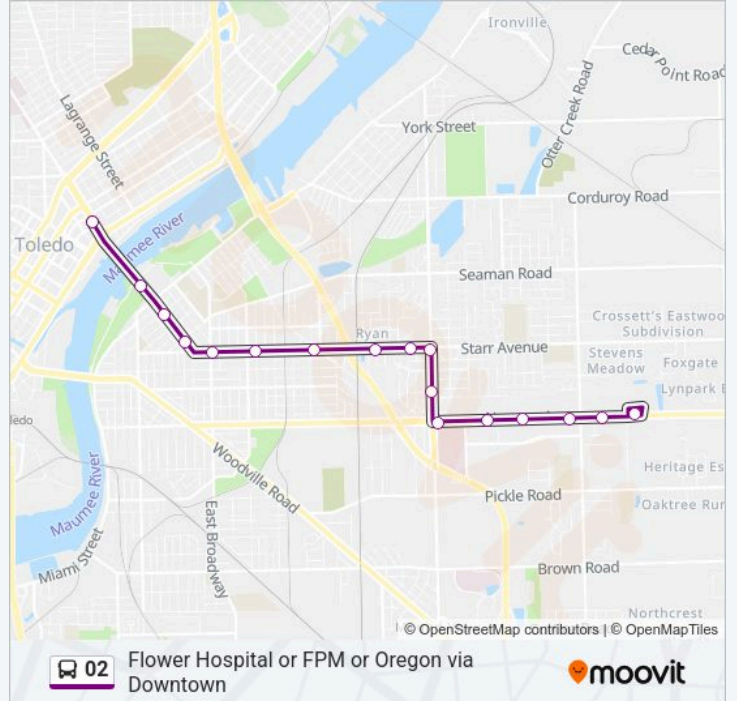 Ironville
Cedar Point Road
Lagrange Street
York Street
Otter Creek Road
Corduroy Road
Maumee River
Toledo
Seaman Road
Crossett's Eastwoo
Subdivision
Ryan
Starr Avenue
Stevens
Meadow
Foxgate
Lynpark E
ledo
Woodville Road
Heritage Es
Maumee River
Pickle Road
Oaktree Rur
East Broadway
Miami Street
Brown Road
Northcrest
© OpenStreetMap contributors | © OpenMapTiles
02
Flower Hospital or FPM or Oregon via
Downtown
moovit